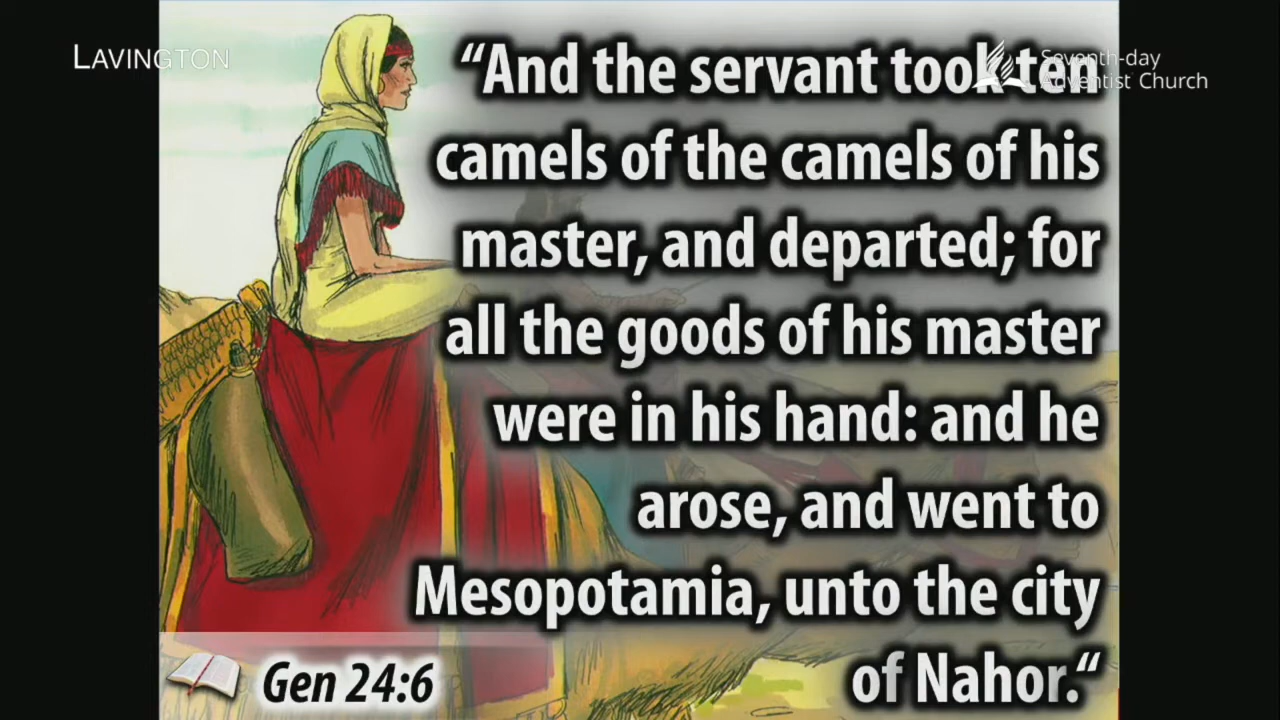 LAVINGTON
Seventh-day
Adventist Church
“And the servant took ten
camels of the camels of his
master, and departed; for
all the goods of his master
were in his hand: and he
arose, and went to
Mesopotamia, unto the city
of Nahor.“
Gen 24:6